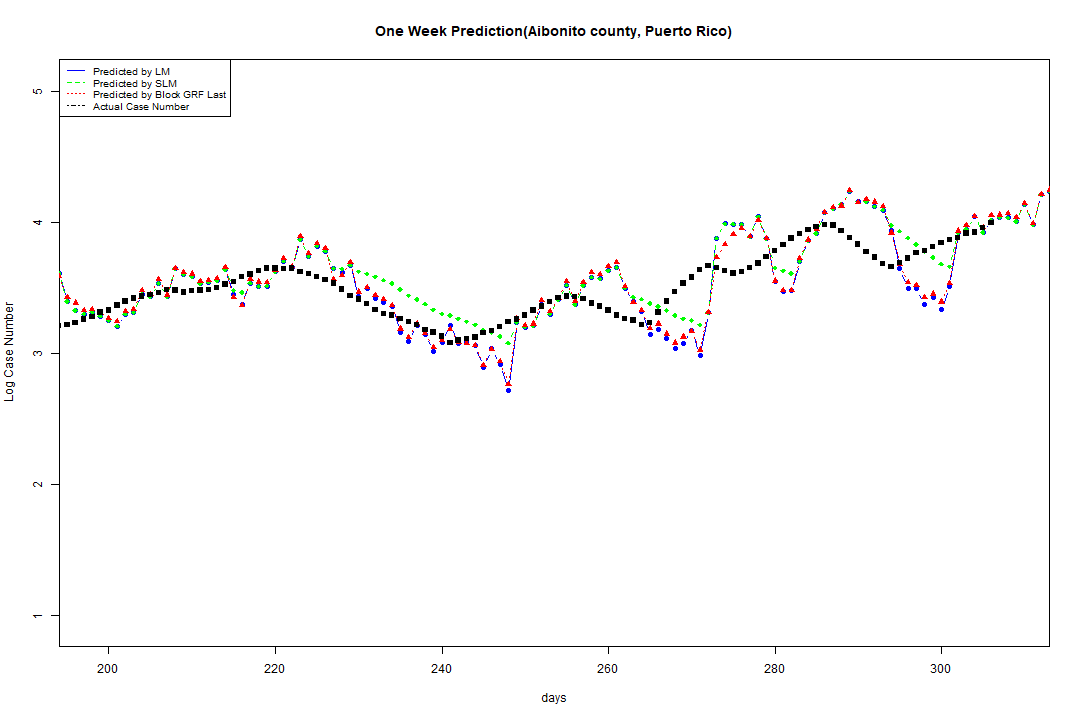 One Week Prediction(Aibonito county, Puerto Rico)
Predicted by LM
Predicted by SLM
Predicted by Block GRF Last
Actual Case Number
5
4
3
2
1
Log Case Number
200 220 240 260 280 300
days